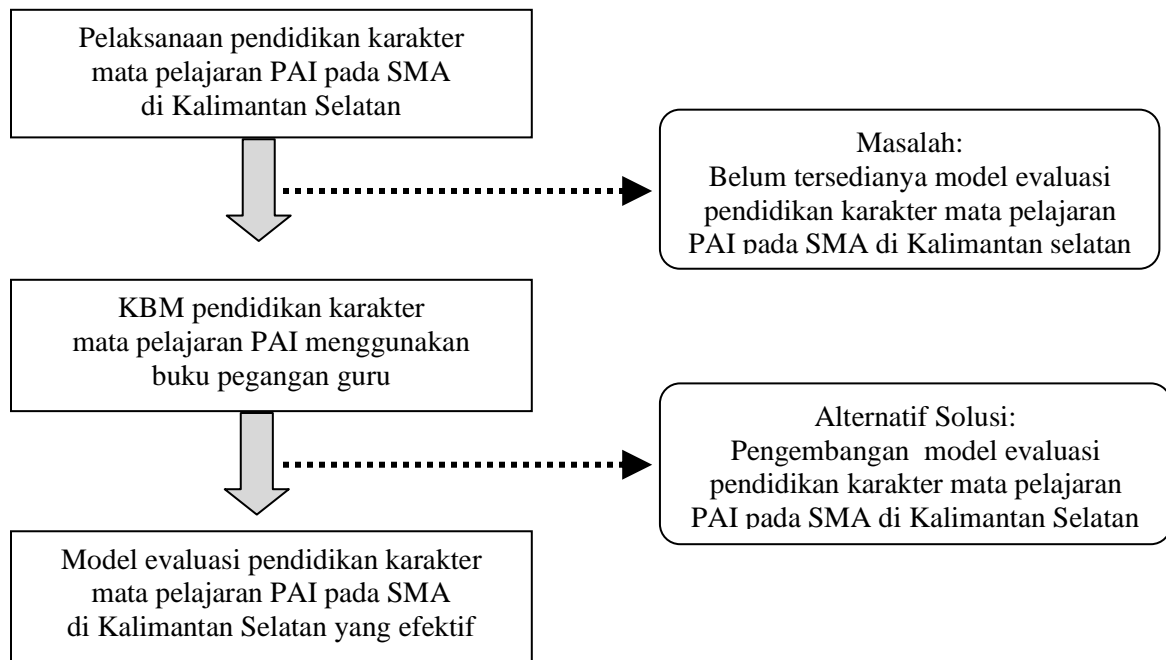 Pelaksanaan pendidikan karakter
mata pelajaran PAI pada SMA
di Kalimantan Selatan
Masalah:
Belum tersedianya model evaluasi
pendidikan karakter mata pelajaran
PAI pada SMA di Kalimantan selatan
KBM pendidikan karakter
mata pelajaran PAI menggunakan
buku pegangan guru
Alternatif Solusi:
Pengembangan model evaluasi
pendidikan karakter mata pelajaran
PAI pada SMA di Kalimantan Selatan
Model evaluasi pendidikan karakter
mata pelajaran PAI pada SMA
di Kalimantan Selatan yang efektif